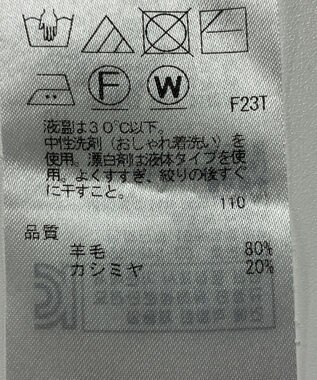 F W
F23T
液温は30℃以下。
中性洗剤（おしゃれ着洗い）を
使用。漂白剤は液体タイプを使
用。よくすすぎ、絞りの後すぐ
に干すこと。
110
品質
羊毛 80%
カシミヤ 20%